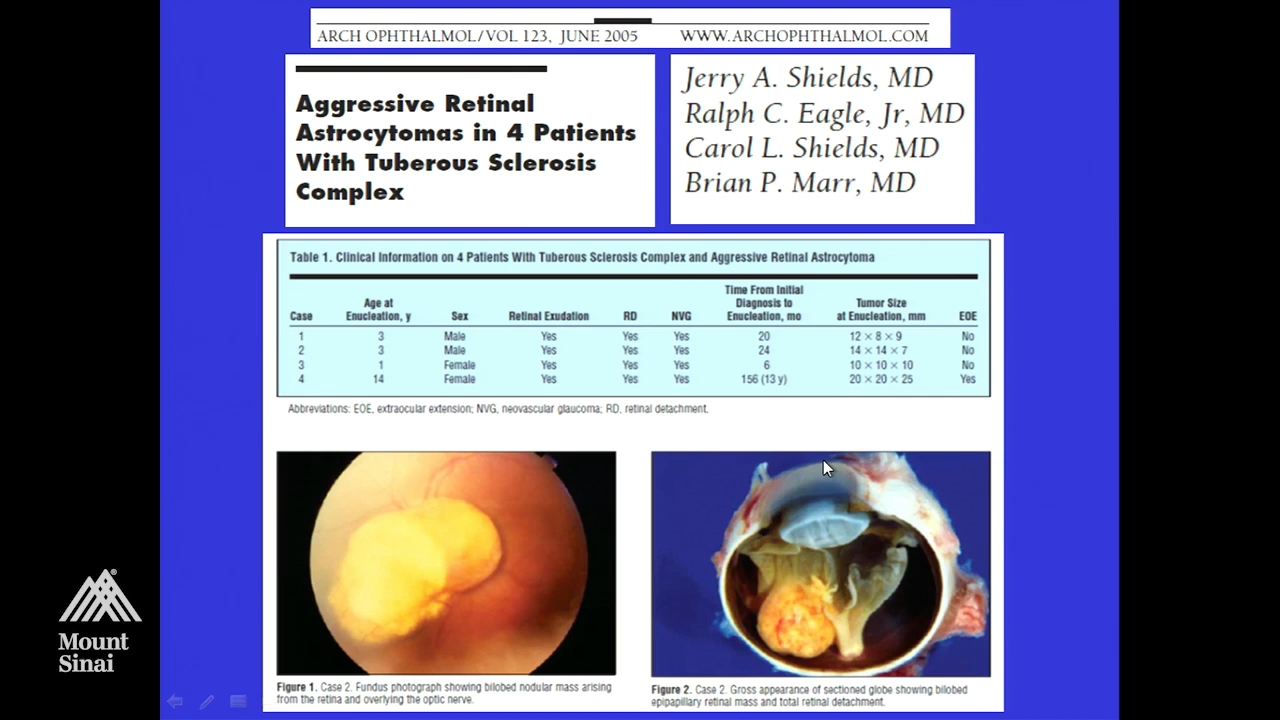 ARCH OPHTHALMOL/VOL 123, JUNE 2005 WWW.ARCHOPHTHALMOL.COM
Aggressive Retinal
Astrocytomas in 4 Patients
With Tuberous Sclerosis
Complex
Jerry A. Shields, MD
Ralph C. Eagle, Jr, MD
Carol L. Shields, MD
Brian P. Marr, MD
Table 1. Clinical Information on 4 Patients With Tuberous Sclerosis Complex and Aggressive Retinal Astrocytoma
Time From Initial
Age at Diagnosis to Tumor Size
Case Enucleation, y Sex Retinal Exudation RD NVG Enucleation, mo at Enucleation, mm EOE
1 3 Male Yes Yes Yes 20 12 × 8 × 9 No
2 3 Male Yes Yes Yes 24 14 × 14 × 7 No
3 1 Female Yes Yes Yes 6 10 × 10 × 10 No
4 14 Female Yes Yes Yes 156 (13 y) 20 × 20 × 25 Yes
Abbreviations: EOE, extraocular extension; NVG, neovascular glaucoma; RD, retinal detachment.
Figure 1. Case 2. Fundus photograph showing bilobed nodular mass arising
from the retina and overlying the optic nerve.
Figure 2. Case 2. Gross appearance of sectioned globe showing bilobed
epipapillary retinal mass and total retinal detachment.
Mount
Sinai